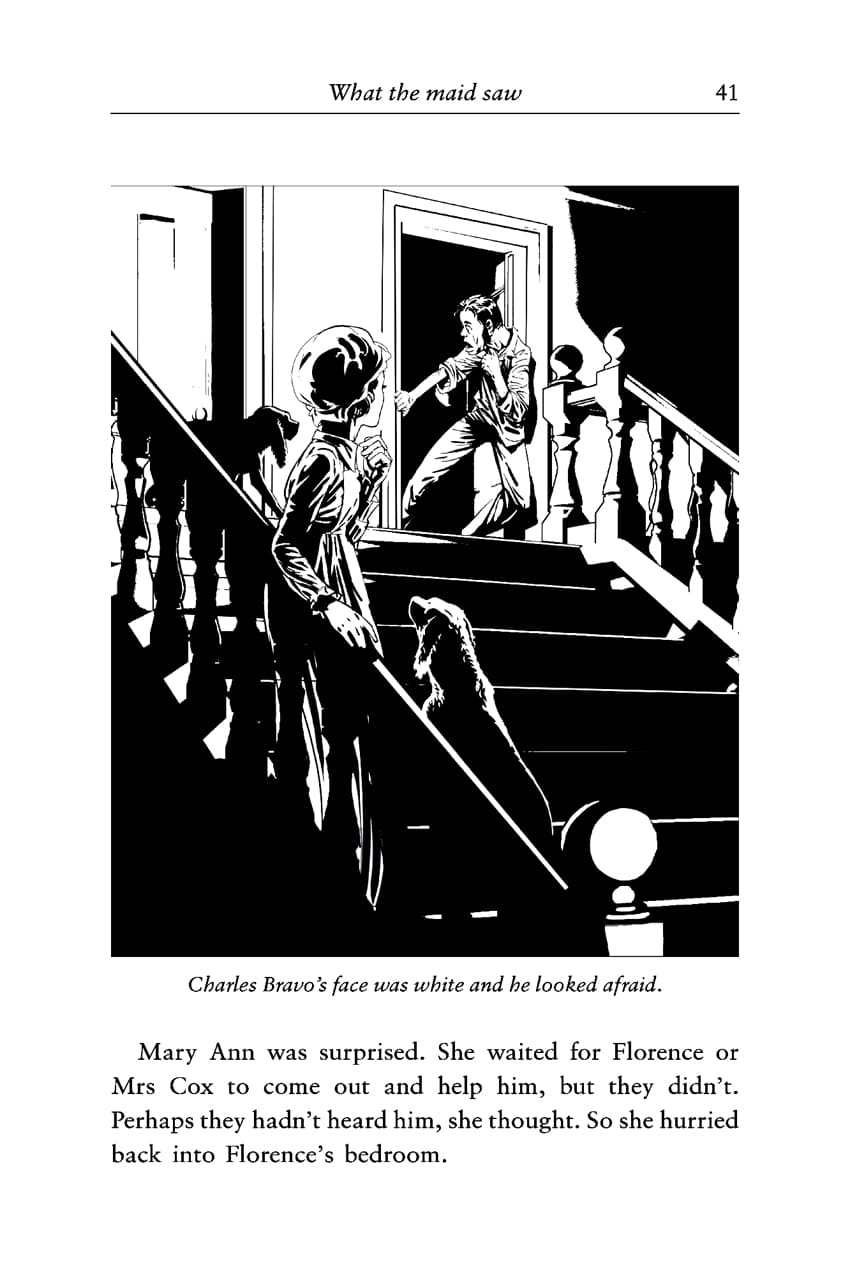 What the maid saw 41
Charles Bravo's face was white and he looked afraid.
Mary Ann was surprised. She waited for Florence or
Mrs Cox to come out and help him, but they didn't.
Perhaps they hadn't heard him, she thought. So she hurried
back into Florence's bedroom.